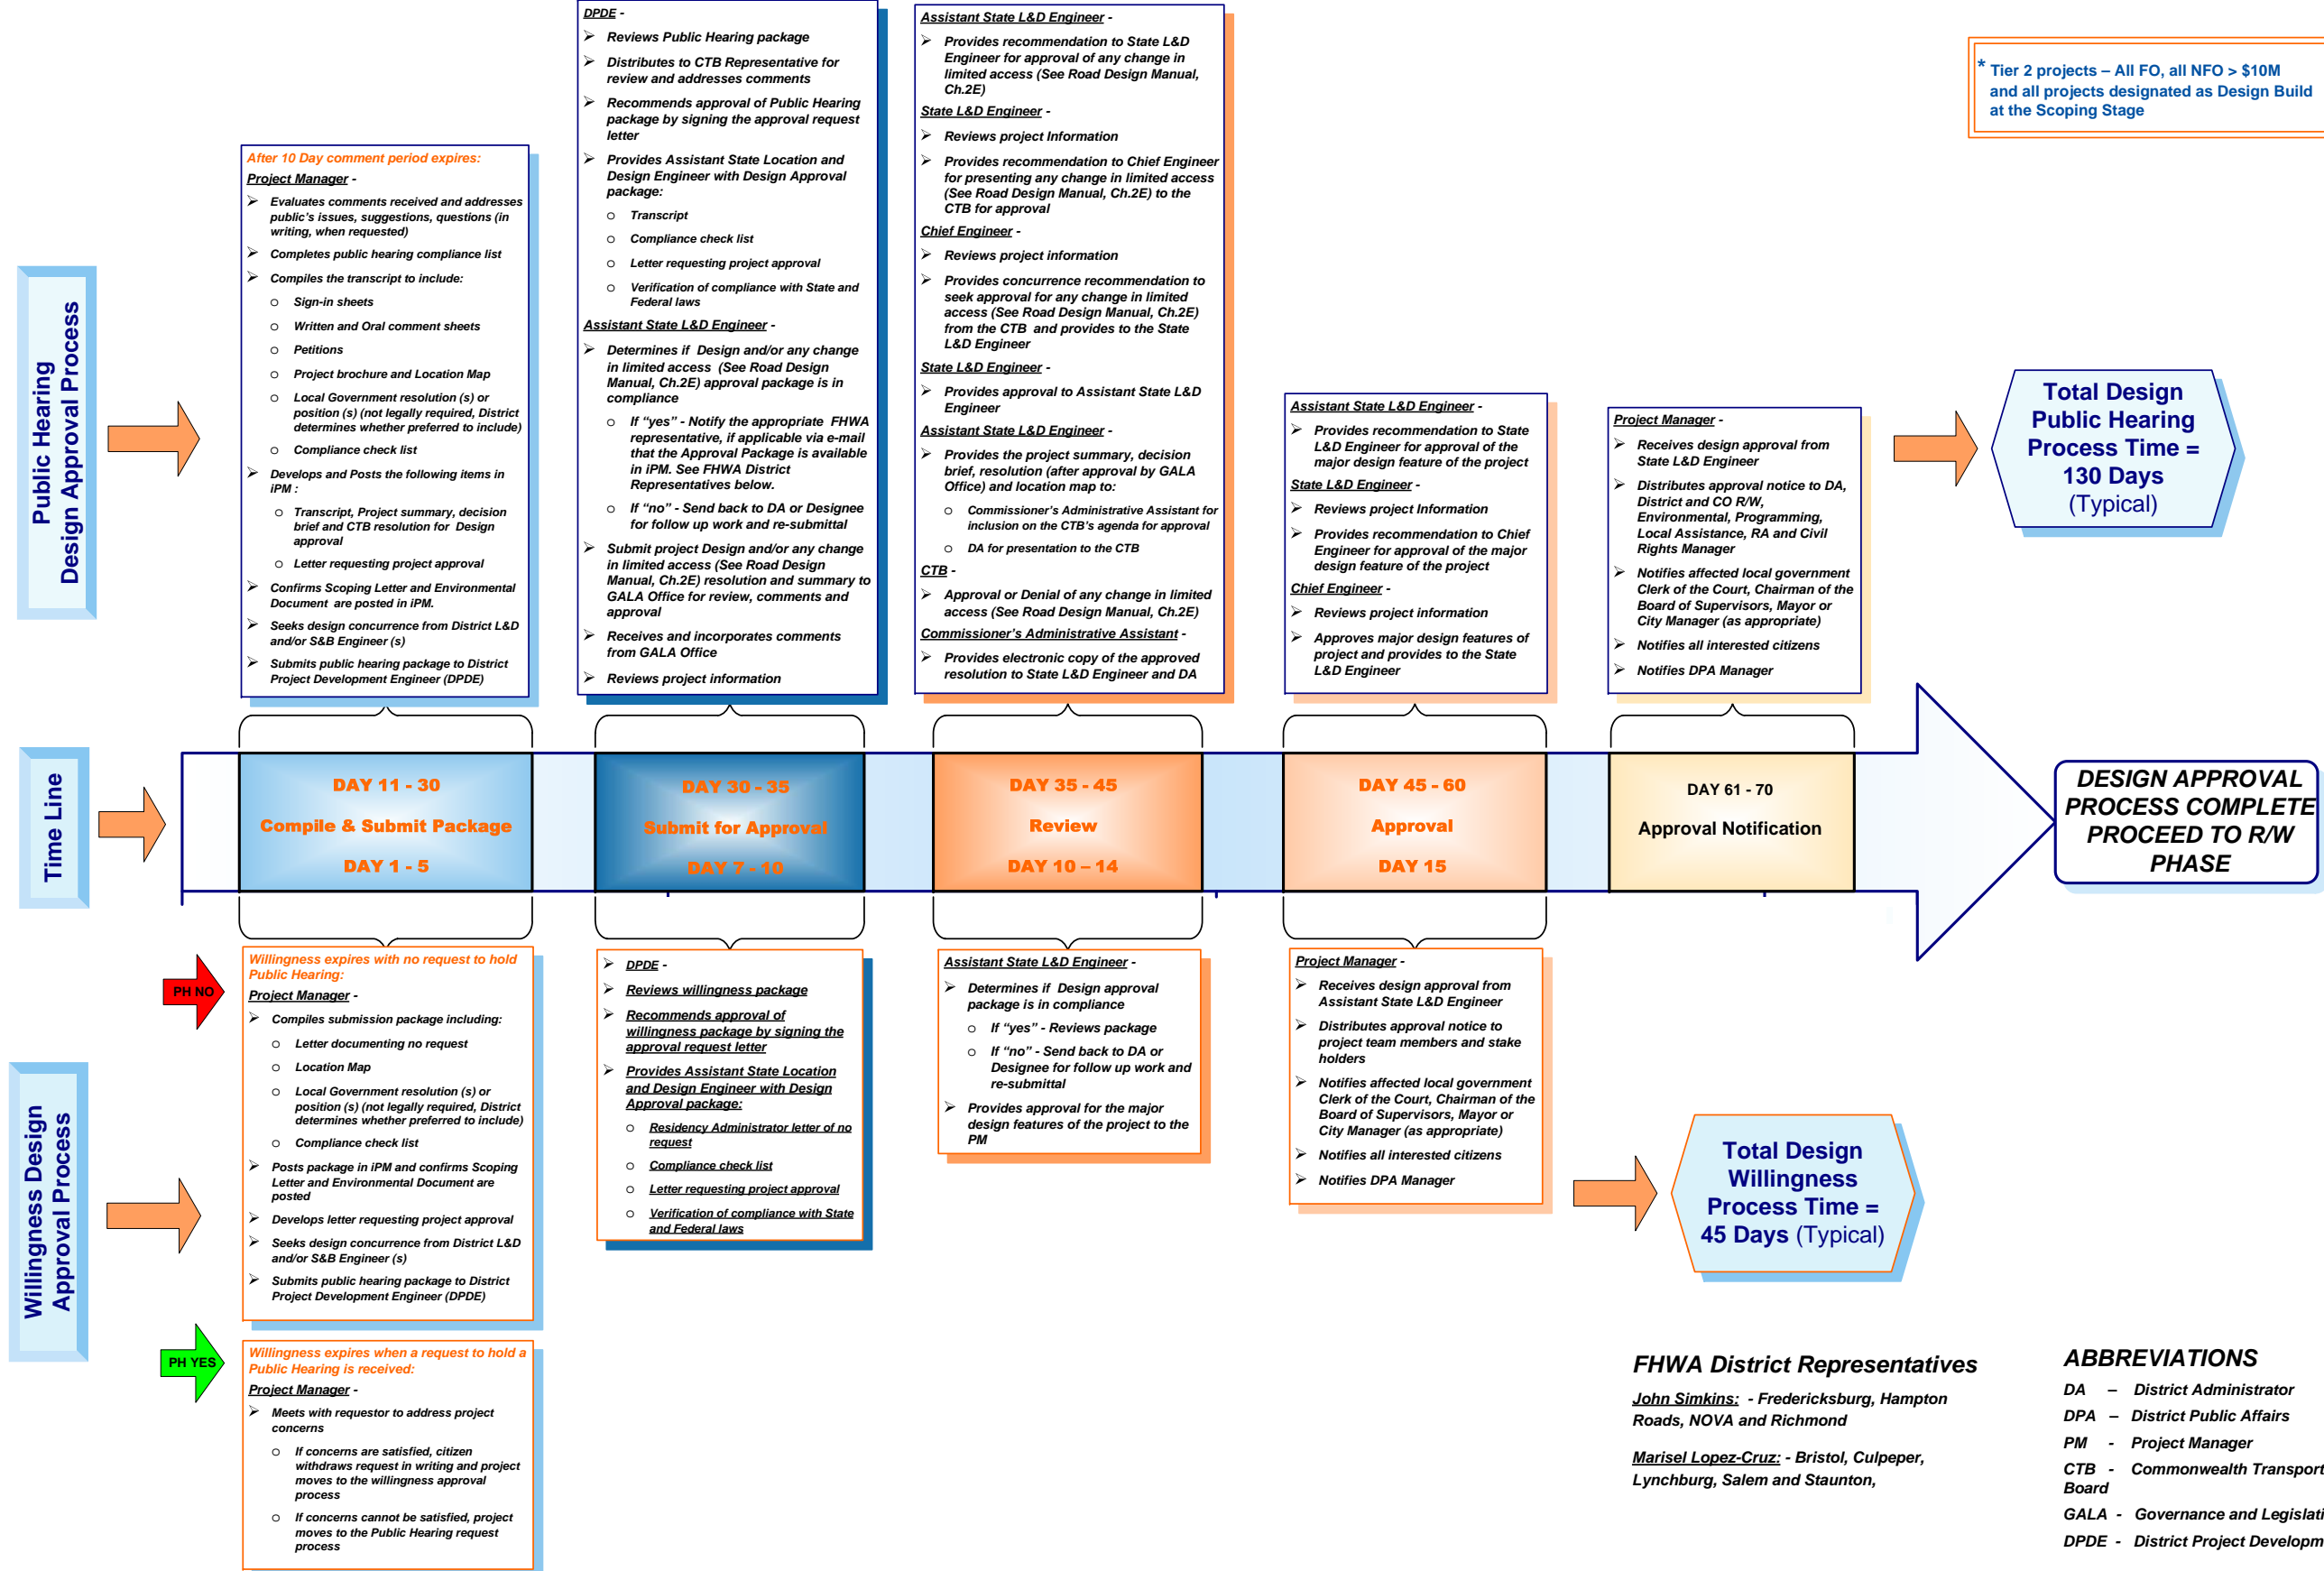 * Tier 2 projects – All FO, all NFO > $10M
and all projects designated as Design Build
at the Scoping Stage
Public Hearing
Design Approval Process
After 10 Day comment period expires:
Project Manager -
➢ Evaluates comments received and addresses
public's issues, suggestions, questions (in
writing, when requested)
➢ Completes public hearing compliance list
➢ Compiles the transcript to include:
o Sign-in sheets
o Written and Oral comment sheets
o Petitions
o Project brochure and Location Map
o Local Government resolution (s) or
position (s) (not legally required, District
determines whether preferred to include)
o Compliance check list
➢ Develops and Posts the following items in
iPM :
o Transcript, Project summary, decision
brief and CTB resolution for Design
approval
o Letter requesting project approval
➢ Confirms Scoping Letter and Environmental
Document are posted in iPM.
➢ Seeks design concurrence from District L&D
and/or S&B Engineer (s)
➢ Submits public hearing package to District
Project Development Engineer (DPDE)
DPDE -
➢ Reviews Public Hearing package
➢ Distributes to CTB Representative for
review and addresses comments
➢ Recommends approval of Public Hearing
package by signing the approval request
letter
➢ Provides Assistant State Location and
Design Engineer with Design Approval
package:
o Transcript
o Compliance check list
o Letter requesting project approval
o Verification of compliance with State and
Federal laws
Assistant State L&D Engineer -
➢ Determines if Design and/or any change
in limited access (See Road Design
Manual, Ch.2E) approval package is in
compliance
o If “yes” - Notify the appropriate FHWA
representative, if applicable via e-mail
that the Approval Package is available
in iPM. See FHWA District
Representatives below.
o If “no” - Send back to DA or Designee
for follow up work and re-submittal
➢ Submit project Design and/or any change
in limited access (See Road Design
Manual, Ch.2E) resolution and summary to
GALA Office for review, comments and
approval
➢ Receives and incorporates comments
from GALA Office
➢ Reviews project information
Assistant State L&D Engineer -
➢ Provides recommendation to State L&D
Engineer for approval of any change in
limited access (See Road Design Manual,
Ch.2E)
State L&D Engineer -
➢ Reviews project Information
➢ Provides recommendation to Chief Engineer
for presenting any change in limited access
(See Road Design Manual, Ch.2E) to the
CTB for approval
Chief Engineer -
➢ Reviews project information
➢ Provides concurrence recommendation to
seek approval for any change in limited
access (See Road Design Manual, Ch.2E)
from the CTB and provides to the State
L&D Engineer
State L&D Engineer -
➢ Provides approval to Assistant State L&D
Engineer
Assistant State L&D Engineer -
➢ Provides the project summary, decision
brief, resolution (after approval by GALA
Office) and location map to:
o Commissioner's Administrative Assistant for
inclusion on the CTB's agenda for approval
o DA for presentation to the CTB
CTB -
➢ Approval or Denial of any change in limited
access (See Road Design Manual, Ch.2E)
Commissioner's Administrative Assistant -
➢ Provides electronic copy of the approved
resolution to State L&D Engineer and DA
Assistant State L&D Engineer -
➢ Provides recommendation to State
L&D Engineer for approval of the
major design feature of the project
State L&D Engineer -
➢ Reviews project Information
➢ Provides recommendation to Chief
Engineer for approval of the major
design feature of the project
Chief Engineer -
➢ Reviews project information
➢ Approves major design features of
project and provides to the State
L&D Engineer
Project Manager -
➢ Receives design approval from
State L&D Engineer
➢ Distributes approval notice to DA,
District and CO R/W,
Environmental, Programming,
Local Assistance, RA and Civil
Rights Manager
➢ Notifies affected local government
Clerk of the Court, Chairman of the
Board of Supervisors, Mayor or
City Manager (as appropriate)
➢ Notifies all interested citizens
➢ Notifies DPA Manager
Total Design
Public Hearing
Process Time =
130 Days
(Typical)
Time Line
DAY 11 - 30
Compile & Submit Package
DAY 1 - 5
DAY 30 - 35
Submit for Approval
DAY 7 - 10
DAY 35 - 45
Review
DAY 10 – 14
DAY 45 - 60
Approval
DAY 15
DAY 61 - 70
Approval Notification
DESIGN APPROVAL
PROCESS COMPLETE
PROCEED TO R/W
PHASE
Willingness Design
Approval Process
PH NO
Willingness expires with no request to hold
Public Hearing:
Project Manager -
➢ Compiles submission package including:
o Letter documenting no request
o Location Map
o Local Government resolution (s) or
position (s) (not legally required, District
determines whether preferred to include)
o Compliance check list
➢ Posts package in iPM and confirms Scoping
Letter and Environmental Document are
posted
➢ Develops letter requesting project approval
➢ Seeks design concurrence from District L&D
and/or S&B Engineer (s)
➢ Submits public hearing package to District
Project Development Engineer (DPDE)
PH YES
Willingness expires when a request to hold a
Public Hearing is received:
Project Manager -
➢ Meets with requestor to address project
concerns
o If concerns are satisfied, citizen
withdraws request in writing and project
moves to the willingness approval
process
o If concerns cannot be satisfied, project
moves to the Public Hearing request
process
➢ DPDE -
➢ Reviews willingness package
➢ Recommends approval of
willingness package by signing the
approval request letter
➢ Provides Assistant State Location
and Design Engineer with Design
Approval package:
o Residency Administrator letter of no
request
o Compliance check list
o Letter requesting project approval
o Verification of compliance with State
and Federal laws
Assistant State L&D Engineer -
➢ Determines if Design approval
package is in compliance
o If “yes” - Reviews package
o If “no” - Send back to DA or
Designee for follow up work and
re-submittal
➢ Provides approval for the major
design features of the project to the
PM
Project Manager -
➢ Receives design approval from
Assistant State L&D Engineer
➢ Distributes approval notice to
project team members and stake
holders
➢ Notifies affected local government
Clerk of the Court, Chairman of the
Board of Supervisors, Mayor or
City Manager (as appropriate)
➢ Notifies all interested citizens
➢ Notifies DPA Manager
Total Design
Willingness
Process Time =
45 Days (Typical)
FHWA District Representatives
John Simkins: - Fredericksburg, Hampton
Roads, NOVA and Richmond
Marisel Lopez-Cruz: - Bristol, Culpeper,
Lynchburg, Salem and Staunton,
ABBREVIATIONS
DA – District Administrator
DPA – District Public Affairs
PM - Project Manager
CTB - Commonwealth Transport
Board
GALA - Governance and Legislati
DPDE - District Project Developm